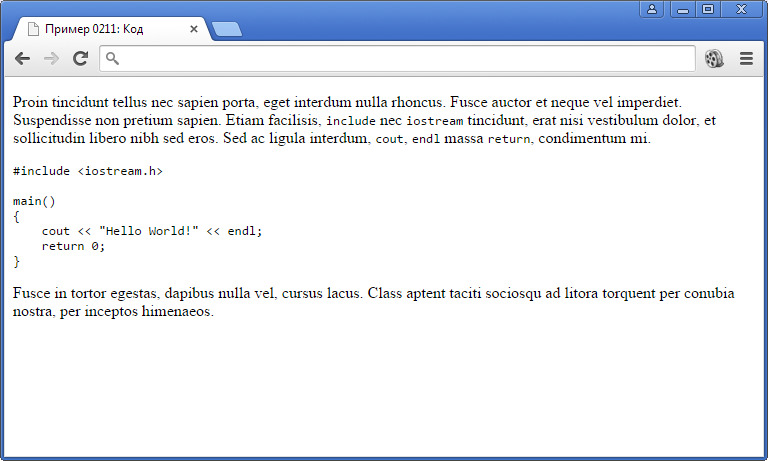 Пример 0211: Код
Proin tincidunt tellus nec sapien porta, eget interdum nulla rhoncus. Fusce auctor et neque vel imperdiet.
Suspendisse non pretium sapien. Etiam facilisis, include nec iostream tincidunt, erat nisi vestibulum dolor, et
sollicitudin libero nibh sed eros. Sed ac ligula interdum, cout, endl massa return, condimentum mi.
#include <iostream.h>
main()
{
    cout << "Hello World!" << endl;
    return 0;
}
Fusce in tortor egestas, dapibus nulla vel, cursus lacus. Class aptent taciti sociosqu ad litora torquent per conubia
nostra, per inceptos himenaeos.